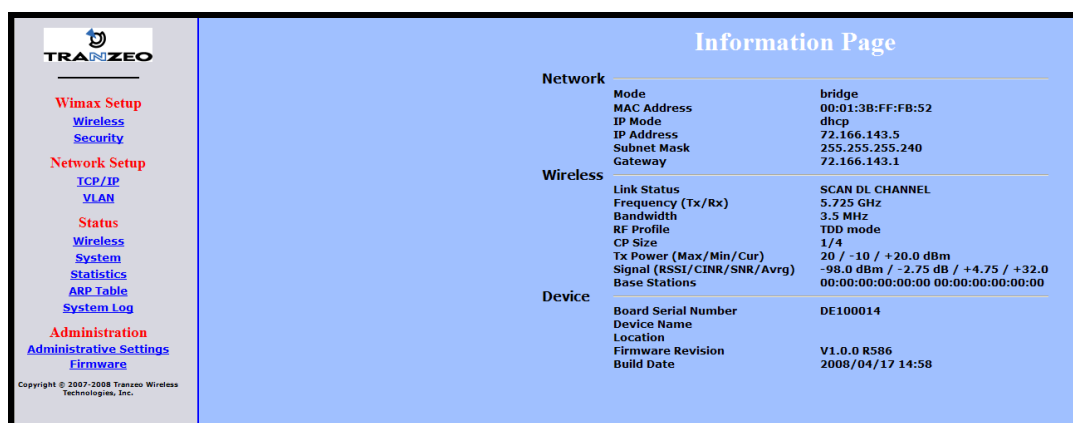 TRANZEO
Wimax Setup
Wireless
Security
Network Setup
TCP/IP
VLAN
Status
Wireless
System
Statistics
ARP Table
System Log
Administration
Administrative Settings
Firmware
Copyright © 2007-2008 Tranzeo Wireless
Technologies, Inc.
Information Page
Network
Mode bridge
MAC Address 00:01:3B:FF:FB:52
IP Mode dhcp
IP Address 72.166.143.5
Subnet Mask 255.255.255.240
Gateway 72.166.143.1
Wireless
Link Status SCAN DL CHANNEL
Frequency (Tx/Rx) 5.725 GHz
Bandwidth 3.5 MHz
RF Profile TDD mode
CP Size 1/4
Tx Power (Max/Min/Cur) 20 / -10 / +20.0 dBm
Signal (RSSI/CINR/SNR/Avrg) -98.0 dBm / -2.75 dB / +4.75 / +32.0
Base Stations 00:00:00:00:00:00 00:00:00:00:00:00
Device
Board Serial Number DE100014
Device Name
Location
Firmware Revision V1.0.0 R586
Build Date 2008/04/17 14:58